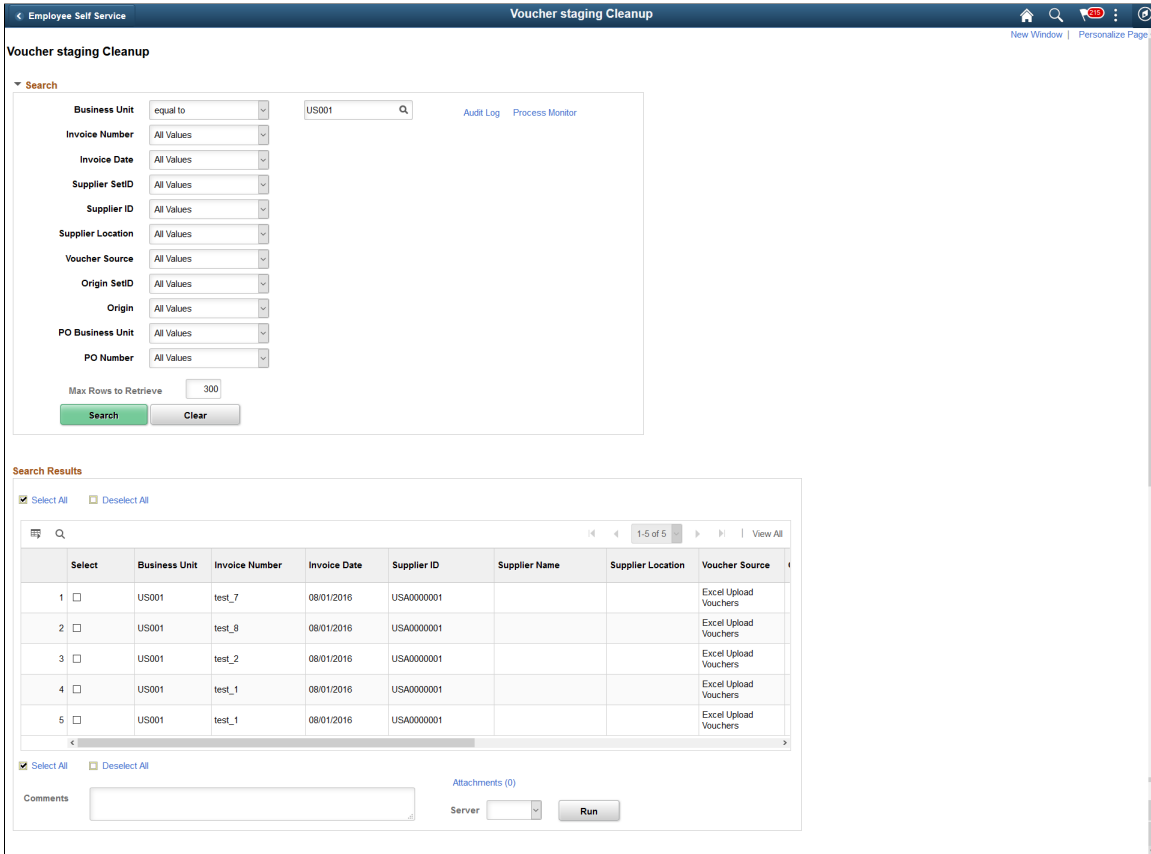 Employee Self Service
Voucher staging Cleanup
215
New Window | Personalize Page
Voucher staging Cleanup
Search
Business Unit equal to US001 Audit Log Process Monitor
Invoice Number All Values
Invoice Date All Values
Supplier SetID All Values
Supplier ID All Values
Supplier Location All Values
Voucher Source All Values
Origin SetID All Values
Origin All Values
PO Business Unit All Values
PO Number All Values
Max Rows to Retrieve 300
Search Clear
Search Results
Select All Deselect All
1-5 of 5 | View All
Select Business Unit Invoice Number Invoice Date Supplier ID Supplier Name Supplier Location Voucher Source
1 US001 test_7 08/01/2016 USA0000001 Excel Upload Vouchers
2 US001 test_8 08/01/2016 USA0000001 Excel Upload Vouchers
3 US001 test_2 08/01/2016 USA0000001 Excel Upload Vouchers
4 US001 test_1 08/01/2016 USA0000001 Excel Upload Vouchers
5 US001 test_1 08/01/2016 USA0000001 Excel Upload Vouchers
Select All Deselect All
Attachments (0)
Comments
Server Run